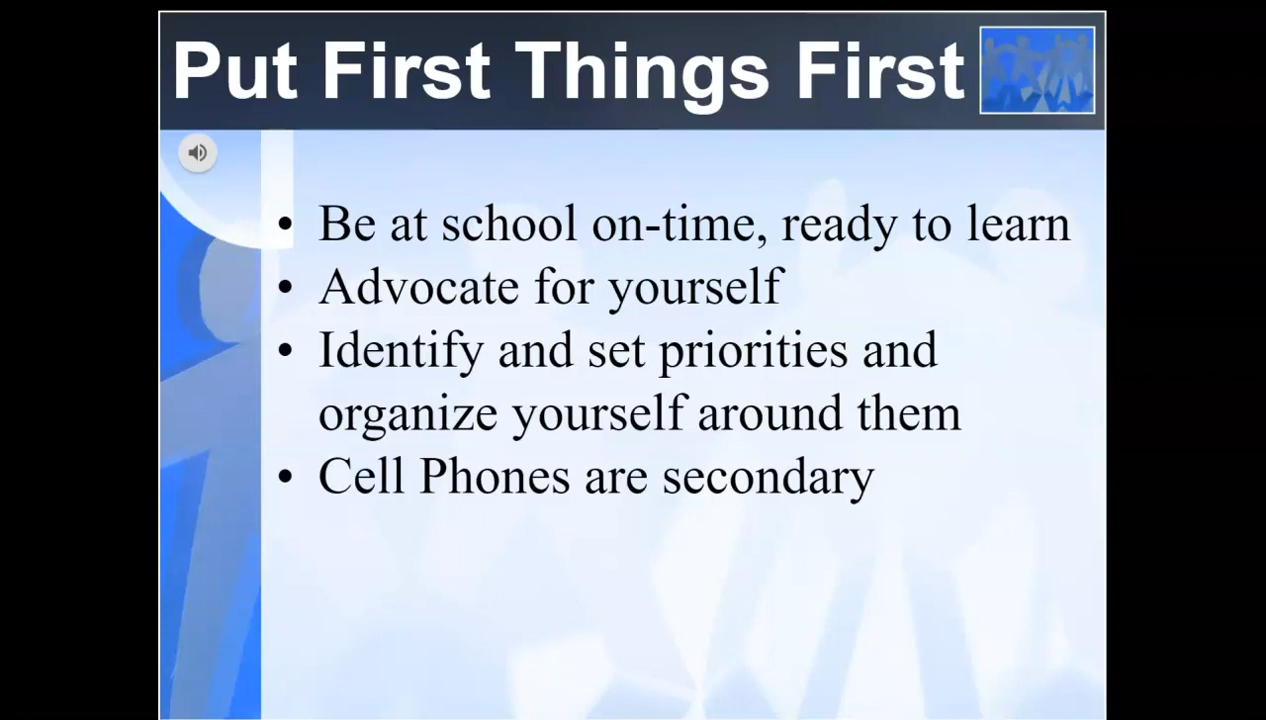 Put First Things First
• Be at school on-time, ready to learn
• Advocate for yourself
• Identify and set priorities and
organize yourself around them
• Cell Phones are secondary